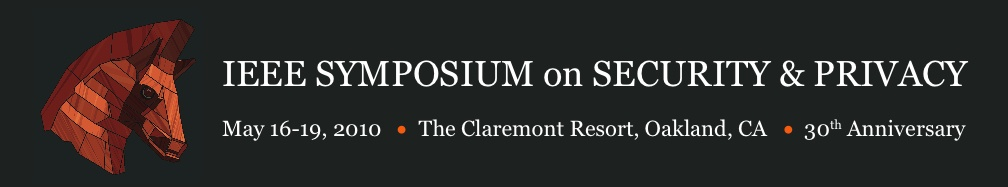 IEEE SYMPOSIUM on SECURITY & PRIVACY
May 16-19, 2010 • The Claremont Resort, Oakland, CA • 30th Anniversary